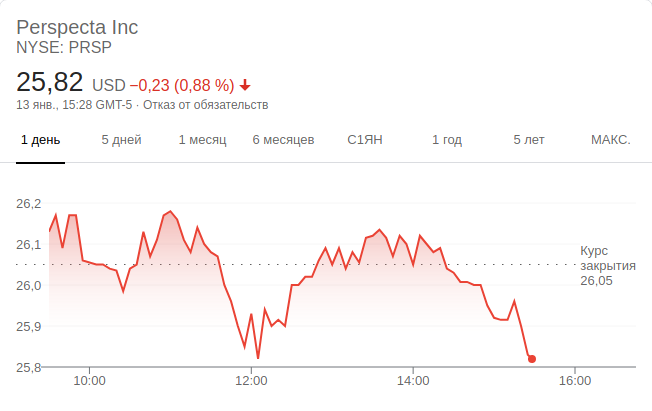 Perspecta Inc
NYSE: PRSP
25,82 USD −0,23 (0,88 %)
13 янв., 15:28 GMT-5 · Отказ от обязательств
1 день 5 дней 1 месяц 6 месяцев С1ЯН 1 год 5 лет МАКС.
26,2
26,1
Курс
закрытия
26,05
26,0
25,9
25,8
10:00 12:00 14:00 16:00